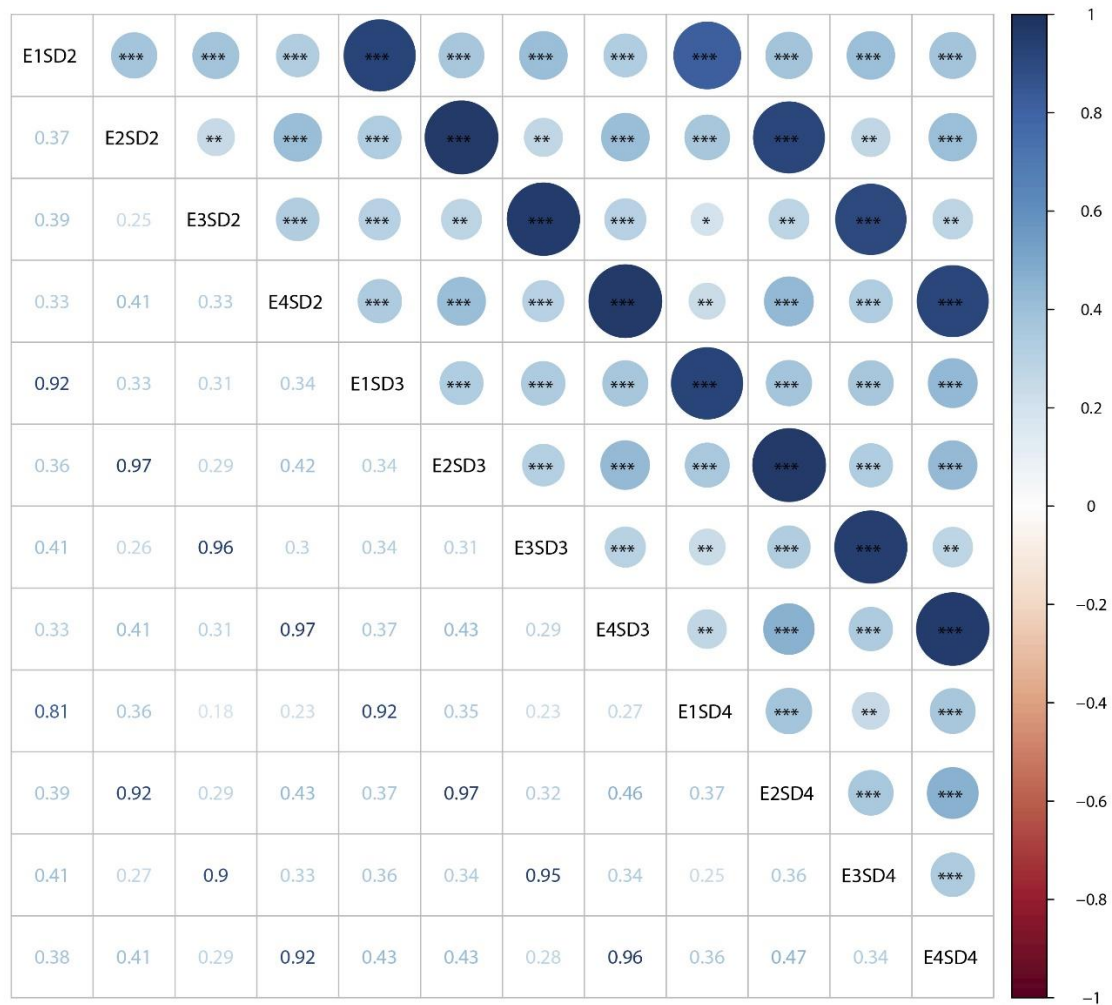 E1SD2 *** *** *** *** *** *** *** *** *** *** ***
0.37 E2SD2 ** *** *** *** ** *** *** *** ** ***
0.39 0.25 E3SD2 *** *** ** *** *** * ** *** **
0.33 0.41 0.33 E4SD2 *** *** *** *** ** *** *** ***
0.92 0.33 0.31 0.34 E1SD3 *** *** *** *** *** *** ***
0.36 0.97 0.29 0.42 0.34 E2SD3 *** *** *** *** *** ***
0.41 0.26 0.96 0.3 0.34 0.31 E3SD3 *** ** *** *** **
0.33 0.41 0.31 0.97 0.37 0.43 0.29 E4SD3 ** *** *** ***
0.81 0.36 0.18 0.23 0.92 0.35 0.23 0.27 E1SD4 *** ** ***
0.39 0.92 0.29 0.43 0.37 0.97 0.32 0.46 0.37 E2SD4 *** ***
0.41 0.27 0.9 0.33 0.36 0.34 0.95 0.34 0.25 0.36 E3SD4 ***
0.38 0.41 0.29 0.92 0.43 0.43 0.28 0.96 0.36 0.47 0.34 E4SD4
1
0.8
0.6
0.4
0.2
0
−0.2
−0.4
−0.6
−0.8
−1